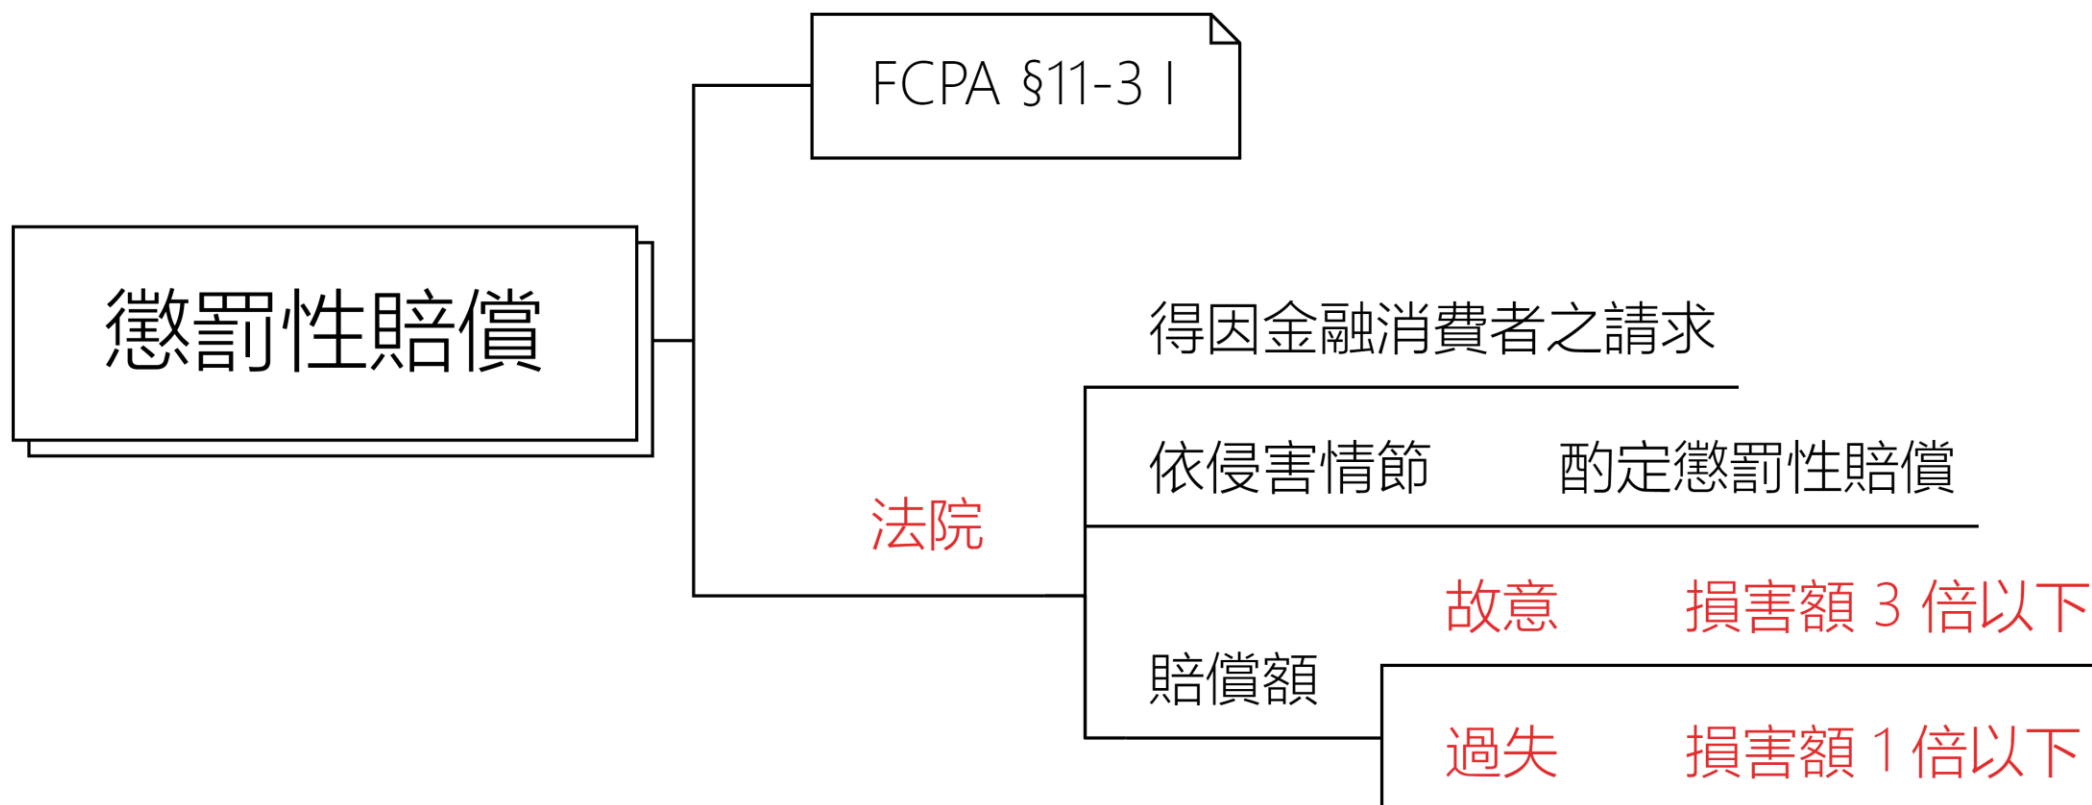 FCPA §11-3 I
懲罰性賠償
得因金融消費者之請求
依侵害情節 酌定懲罰性賠償
法院
故意 損害額 3 倍以下
賠償額
過失 損害額 1 倍以下